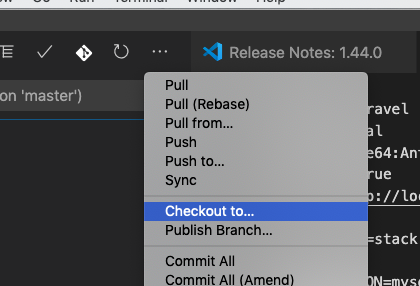 Release Notes: 1.44.0
on 'master')
Pull
Pull (Rebase)
Pull from...
Push
Push to...
Sync
Checkout to...
Publish Branch...
Commit All
Commit All (Amend)
ravel
al
e64:Ant
rue
p://loc
=stack
ON=mysq